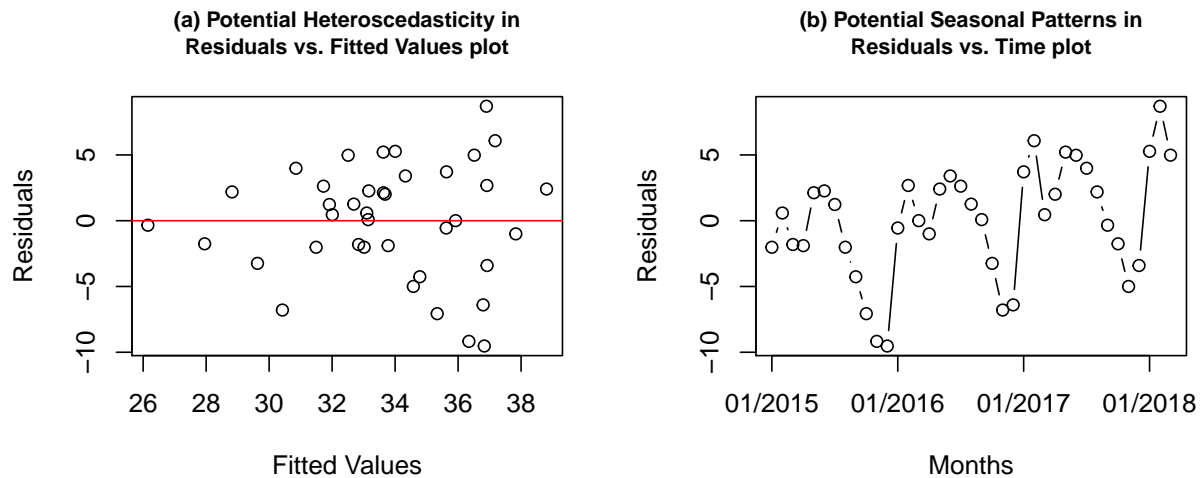 (a) Potential Heteroscedasticity in
Residuals vs. Fitted Values plot
Residuals
5
0
−5
−10
26 28 30 32 34 36 38
Fitted Values
(b) Potential Seasonal Patterns in
Residuals vs. Time plot
Residuals
5
0
−5
−10
01/2015 01/2016 01/2017 01/2018
Months